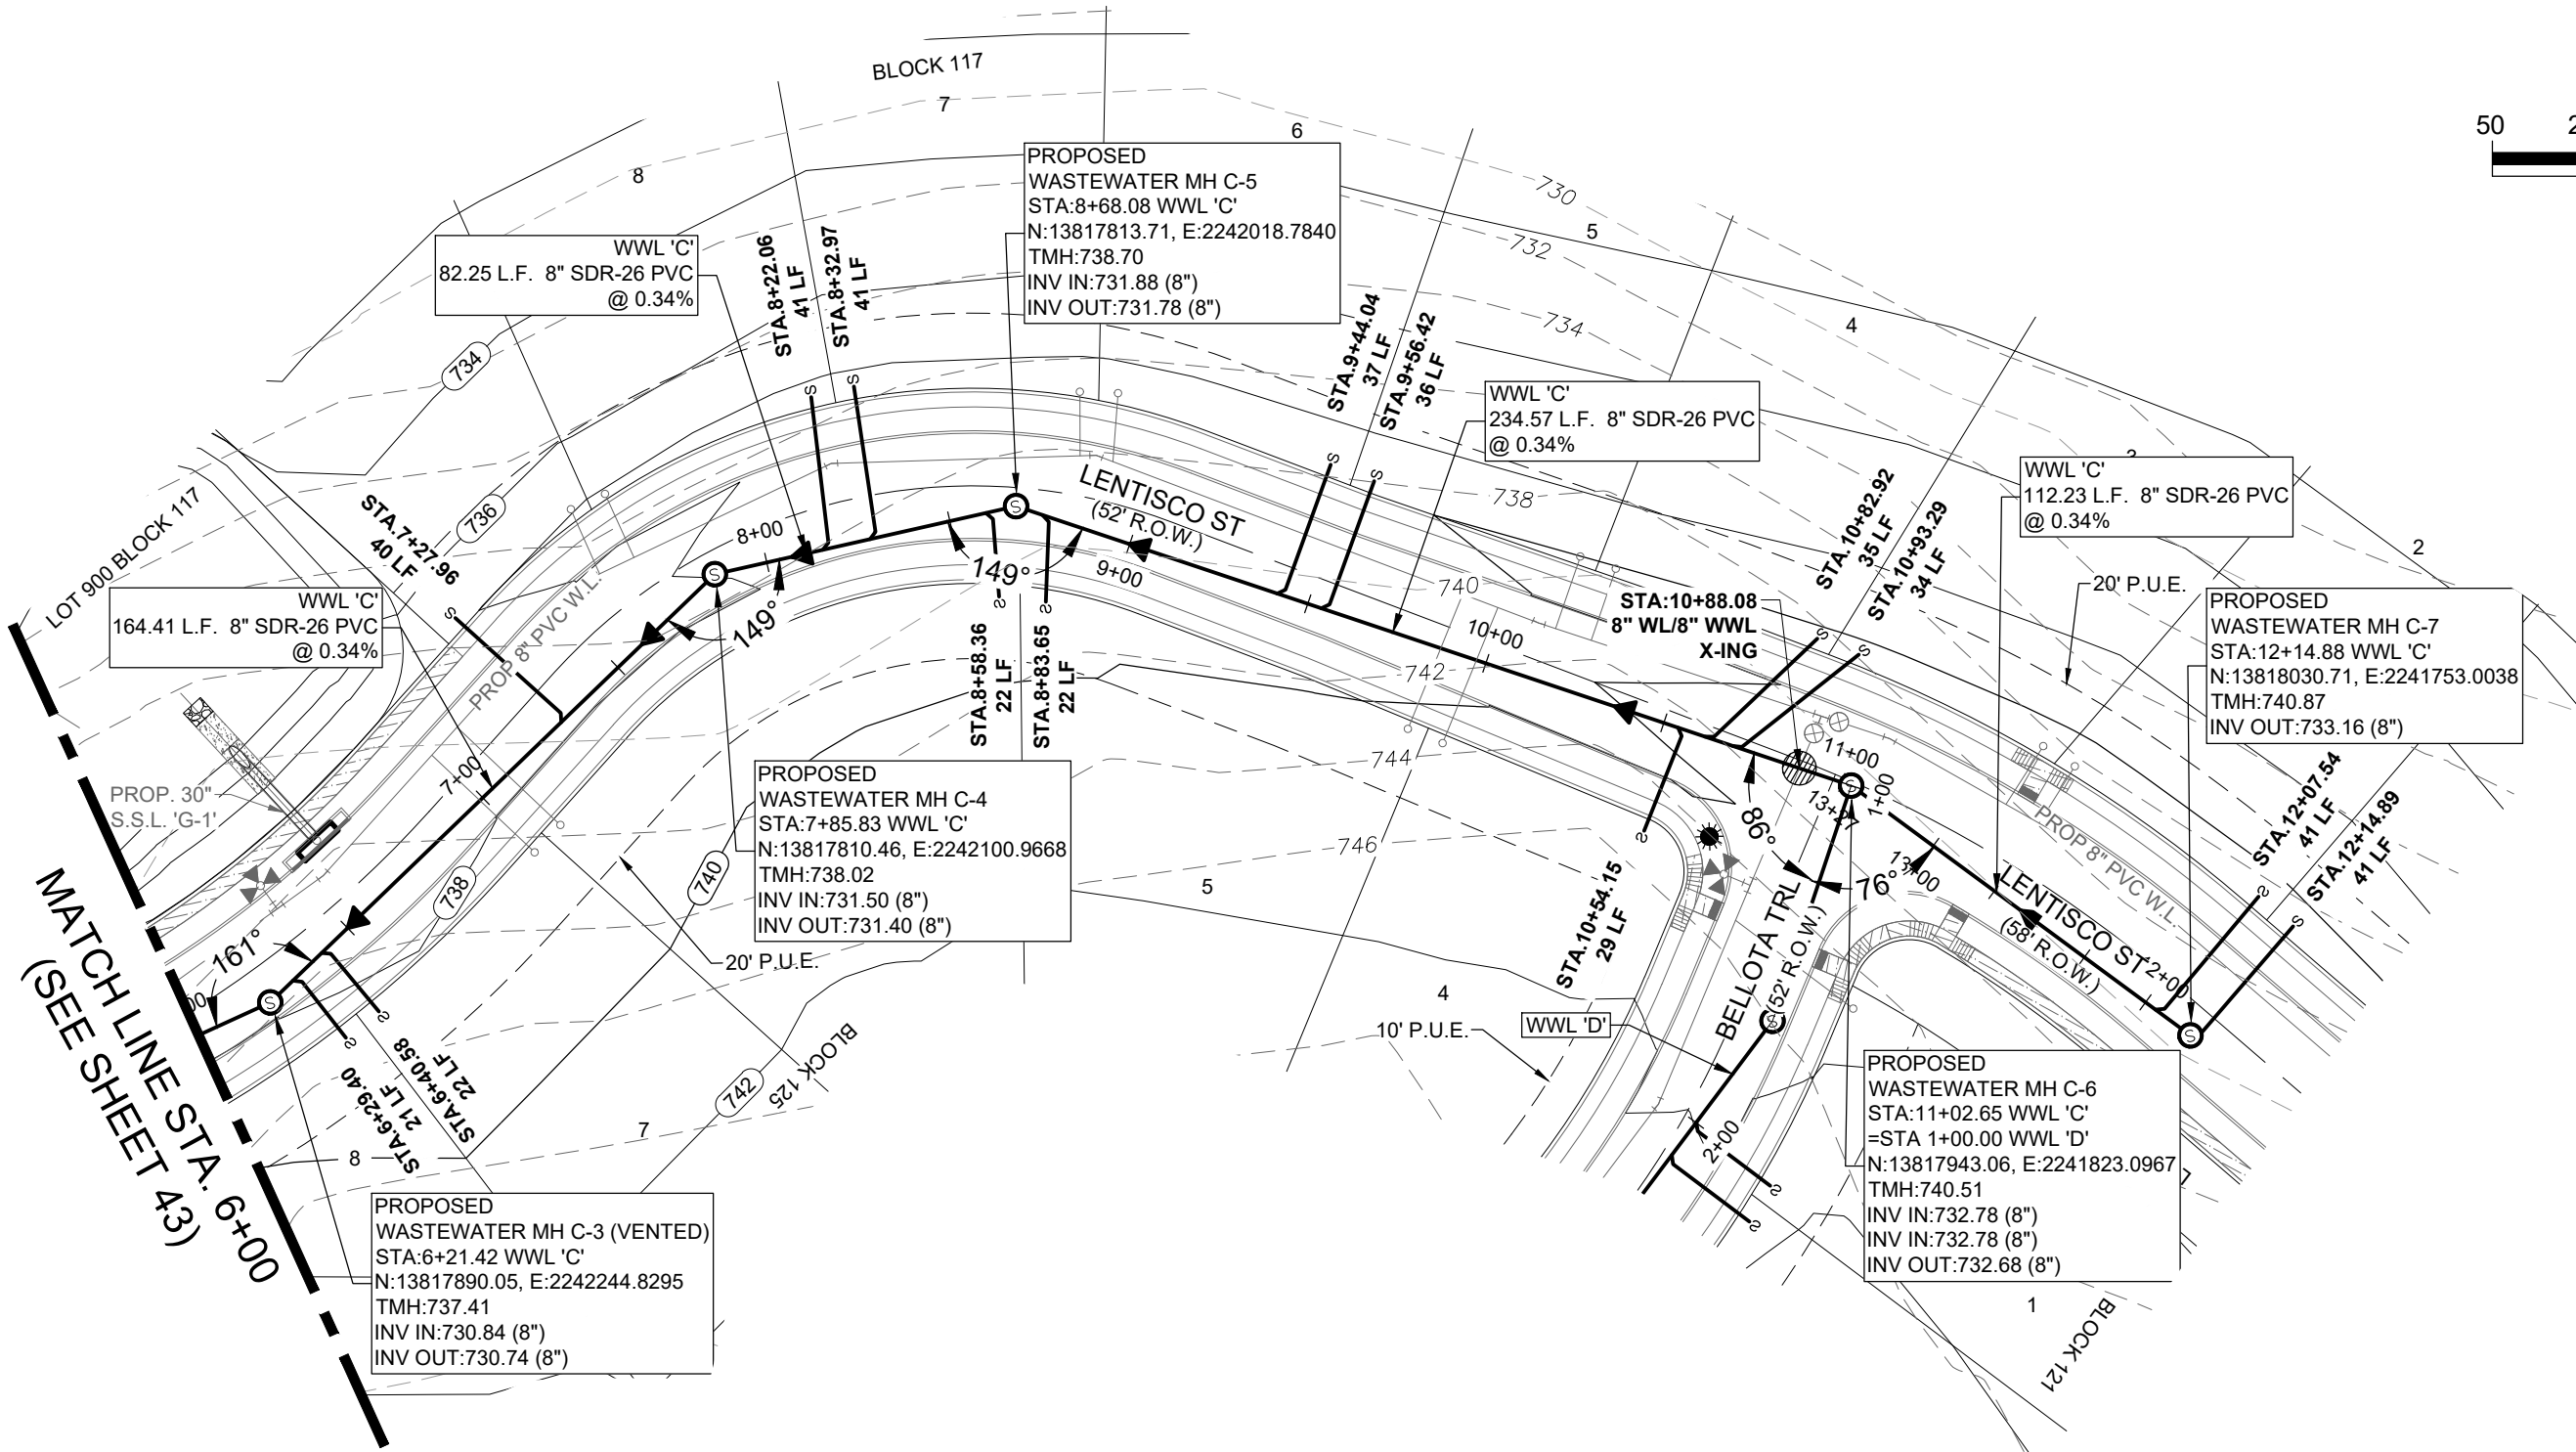 BLOCK 117
7
6
8
50
PROPOSED
WASTEWATER MH C-5
STA:8+68.08 WWL 'C'
N:13817813.71, E:2242018.7840
TMH:738.70
INV IN:731.88 (8")
INV OUT:731.78 (8")
730
732
5
734
4
WWL 'C'
82.25 L.F. 8" SDR-26 PVC
@ 0.34%
STA.8+22.06
41 LF
STA.8+32.97
41 LF
STA.9+44.04
37 LF
STA.9+56.42
36 LF
WWL 'C'
234.57 L.F. 8" SDR-26 PVC
@ 0.34%
734
736
LOT 900 BLOCK 117
STA.7+27.96
40 LF
WWL 'C'
164.41 L.F. 8" SDR-26 PVC
@ 0.34%
PROP 8" PVC W.L.
8+00
149°
149°
LENTISCO ST
(52' R.O.W.)
9+00
738
740
10+00
742
744
746
STA.10+82.92
35 LF
STA.10+93.29
34 LF
STA:10+88.08
8" WL/8" WWL
X-ING
WWL 'C'
112.23 L.F. 8" SDR-26 PVC
@ 0.34%
2
20' P.U.E.
PROPOSED
WASTEWATER MH C-7
STA:12+14.88 WWL 'C'
N:13818030.71, E:2241753.0038
TMH:740.87
INV OUT:733.16 (8")
STA.12+07.54
41 LF
STA.12+14.89
41 LF
STA.8+58.36
22 LF
STA.8+83.65
22 LF
PROP. 30"
S.S.L. 'G-1'
7+00
738
740
742
PROPOSED
WASTEWATER MH C-4
STA:7+85.83 WWL 'C'
N:13817810.46, E:2242100.9668
TMH:738.02
INV IN:731.50 (8")
INV OUT:731.40 (8")
20' P.U.E.
5
4
11+00
1+00
13+27
13+00
86°
76°
PROP 8" PVC W.L.
LENTISCO ST
(58' R.O.W.)
12+00
STA.10+54.15
29 LF
BELLOTA TRL
(52' R.O.W.)
10' P.U.E.
WWL 'D'
2+00
161°
MATCH LINE STA. 6+00
(SEE SHEET 43)
STA.6+29.40
21 LF
STA.6+40.58
22 LF
8
7
BLOCK 125
PROPOSED
WASTEWATER MH C-3 (VENTED)
STA:6+21.42 WWL 'C'
N:13817890.05, E:2242244.8295
TMH:737.41
INV IN:730.84 (8")
INV OUT:730.74 (8")
PROPOSED
WASTEWATER MH C-6
STA:11+02.65 WWL 'C'
=STA 1+00.00 WWL 'D'
N:13817943.06, E:2241823.0967
TMH:740.51
INV IN:732.78 (8")
INV IN:732.78 (8")
INV OUT:732.68 (8")
1
BLOCK 121